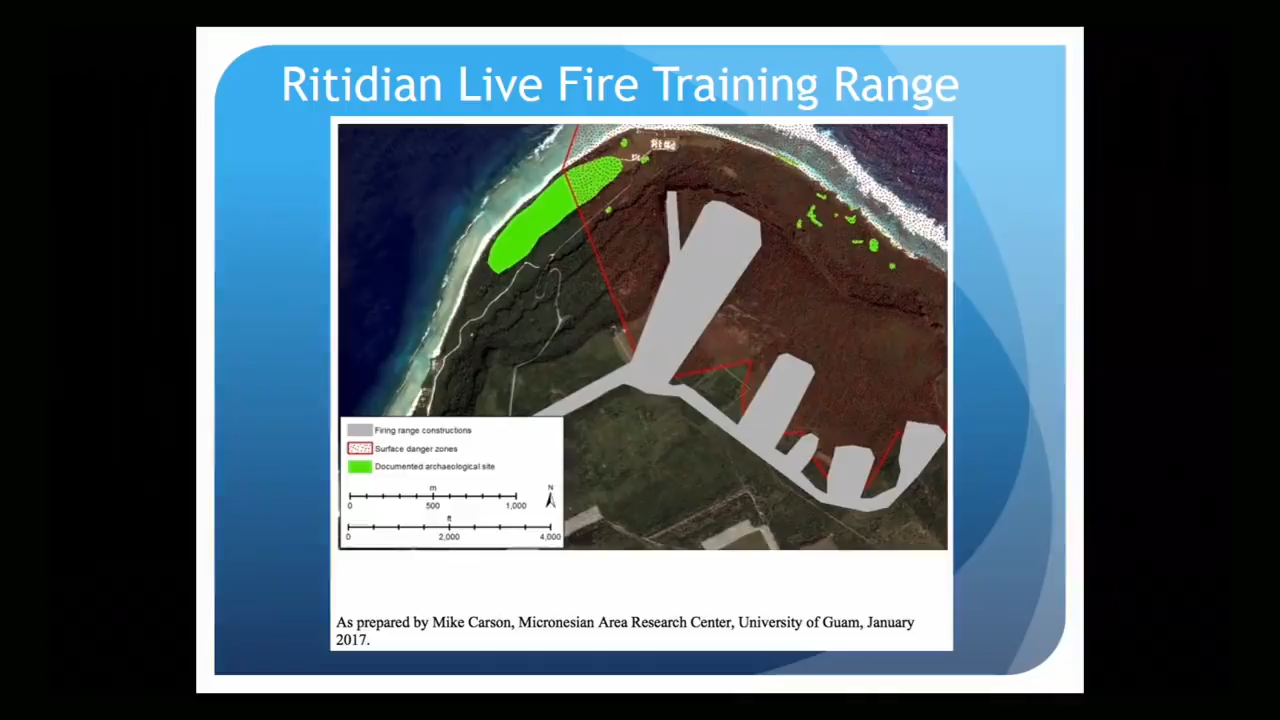 Ritidian Live Fire Training Range
Firing range constructions
Surface danger zones
Documented archaeological site
m
0 500 1,000
N
ft
0 2,000 4,000
As prepared by Mike Carson, Micronesian Area Research Center, University of Guam, January
2017.